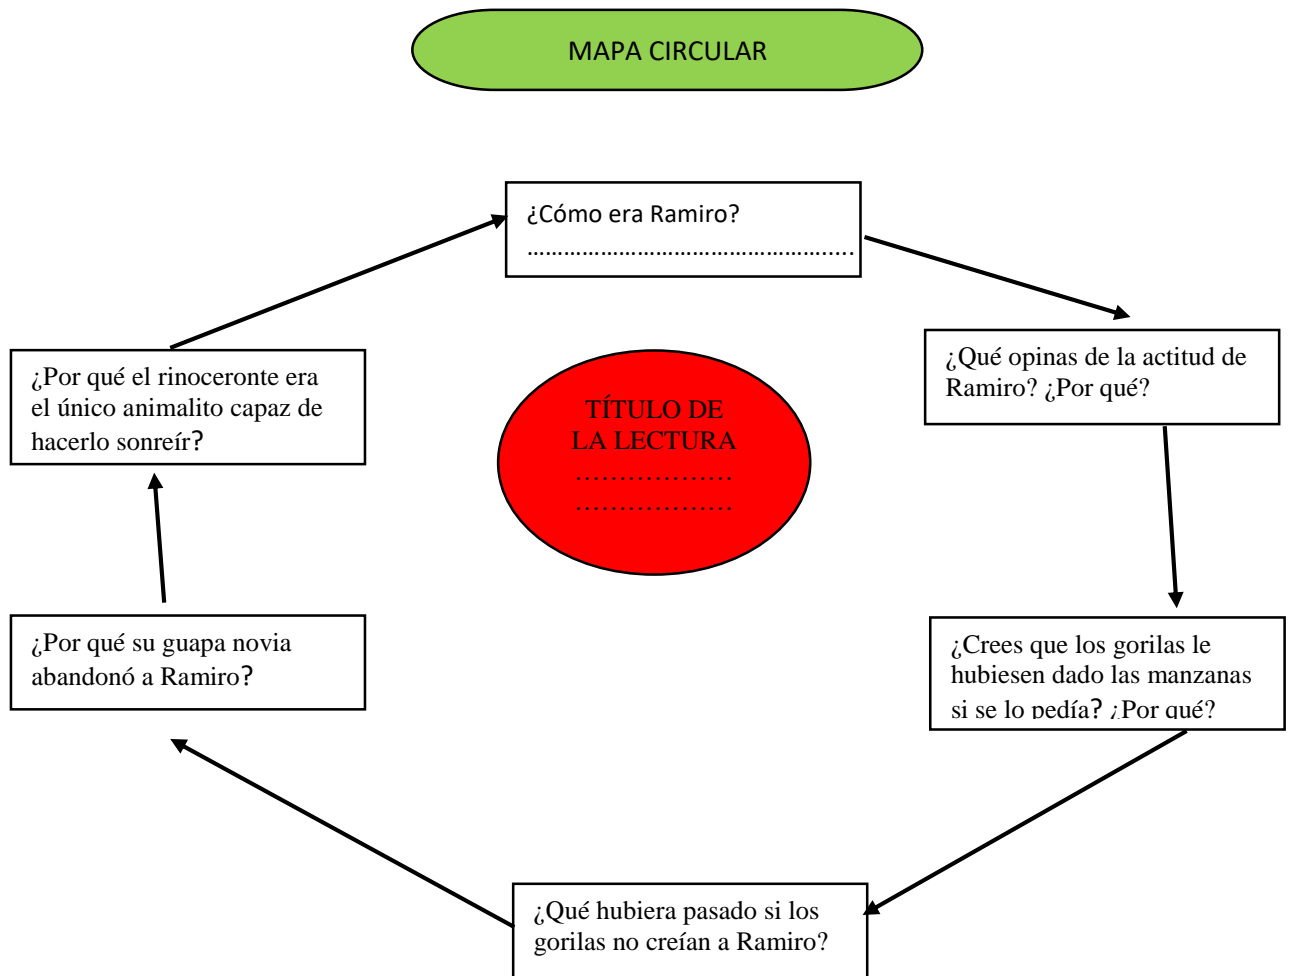 MAPA CIRCULAR
¿Cómo era Ramiro?
……………………………………………….…
¿Qué opinas de la actitud de
Ramiro? ¿Por qué?
¿Crees que los gorilas le
hubiesen dado las manzanas
si se lo pedía? ¿Por qué?
¿Qué hubiera pasado si los
gorilas no creían a Ramiro?
¿Por qué su guapa novia
abandonó a Ramiro?
¿Por qué el rinoceronte era
el único animalito capaz de
hacerlo sonreír?
TÍTULO DE
LA LECTURA
………………
………………